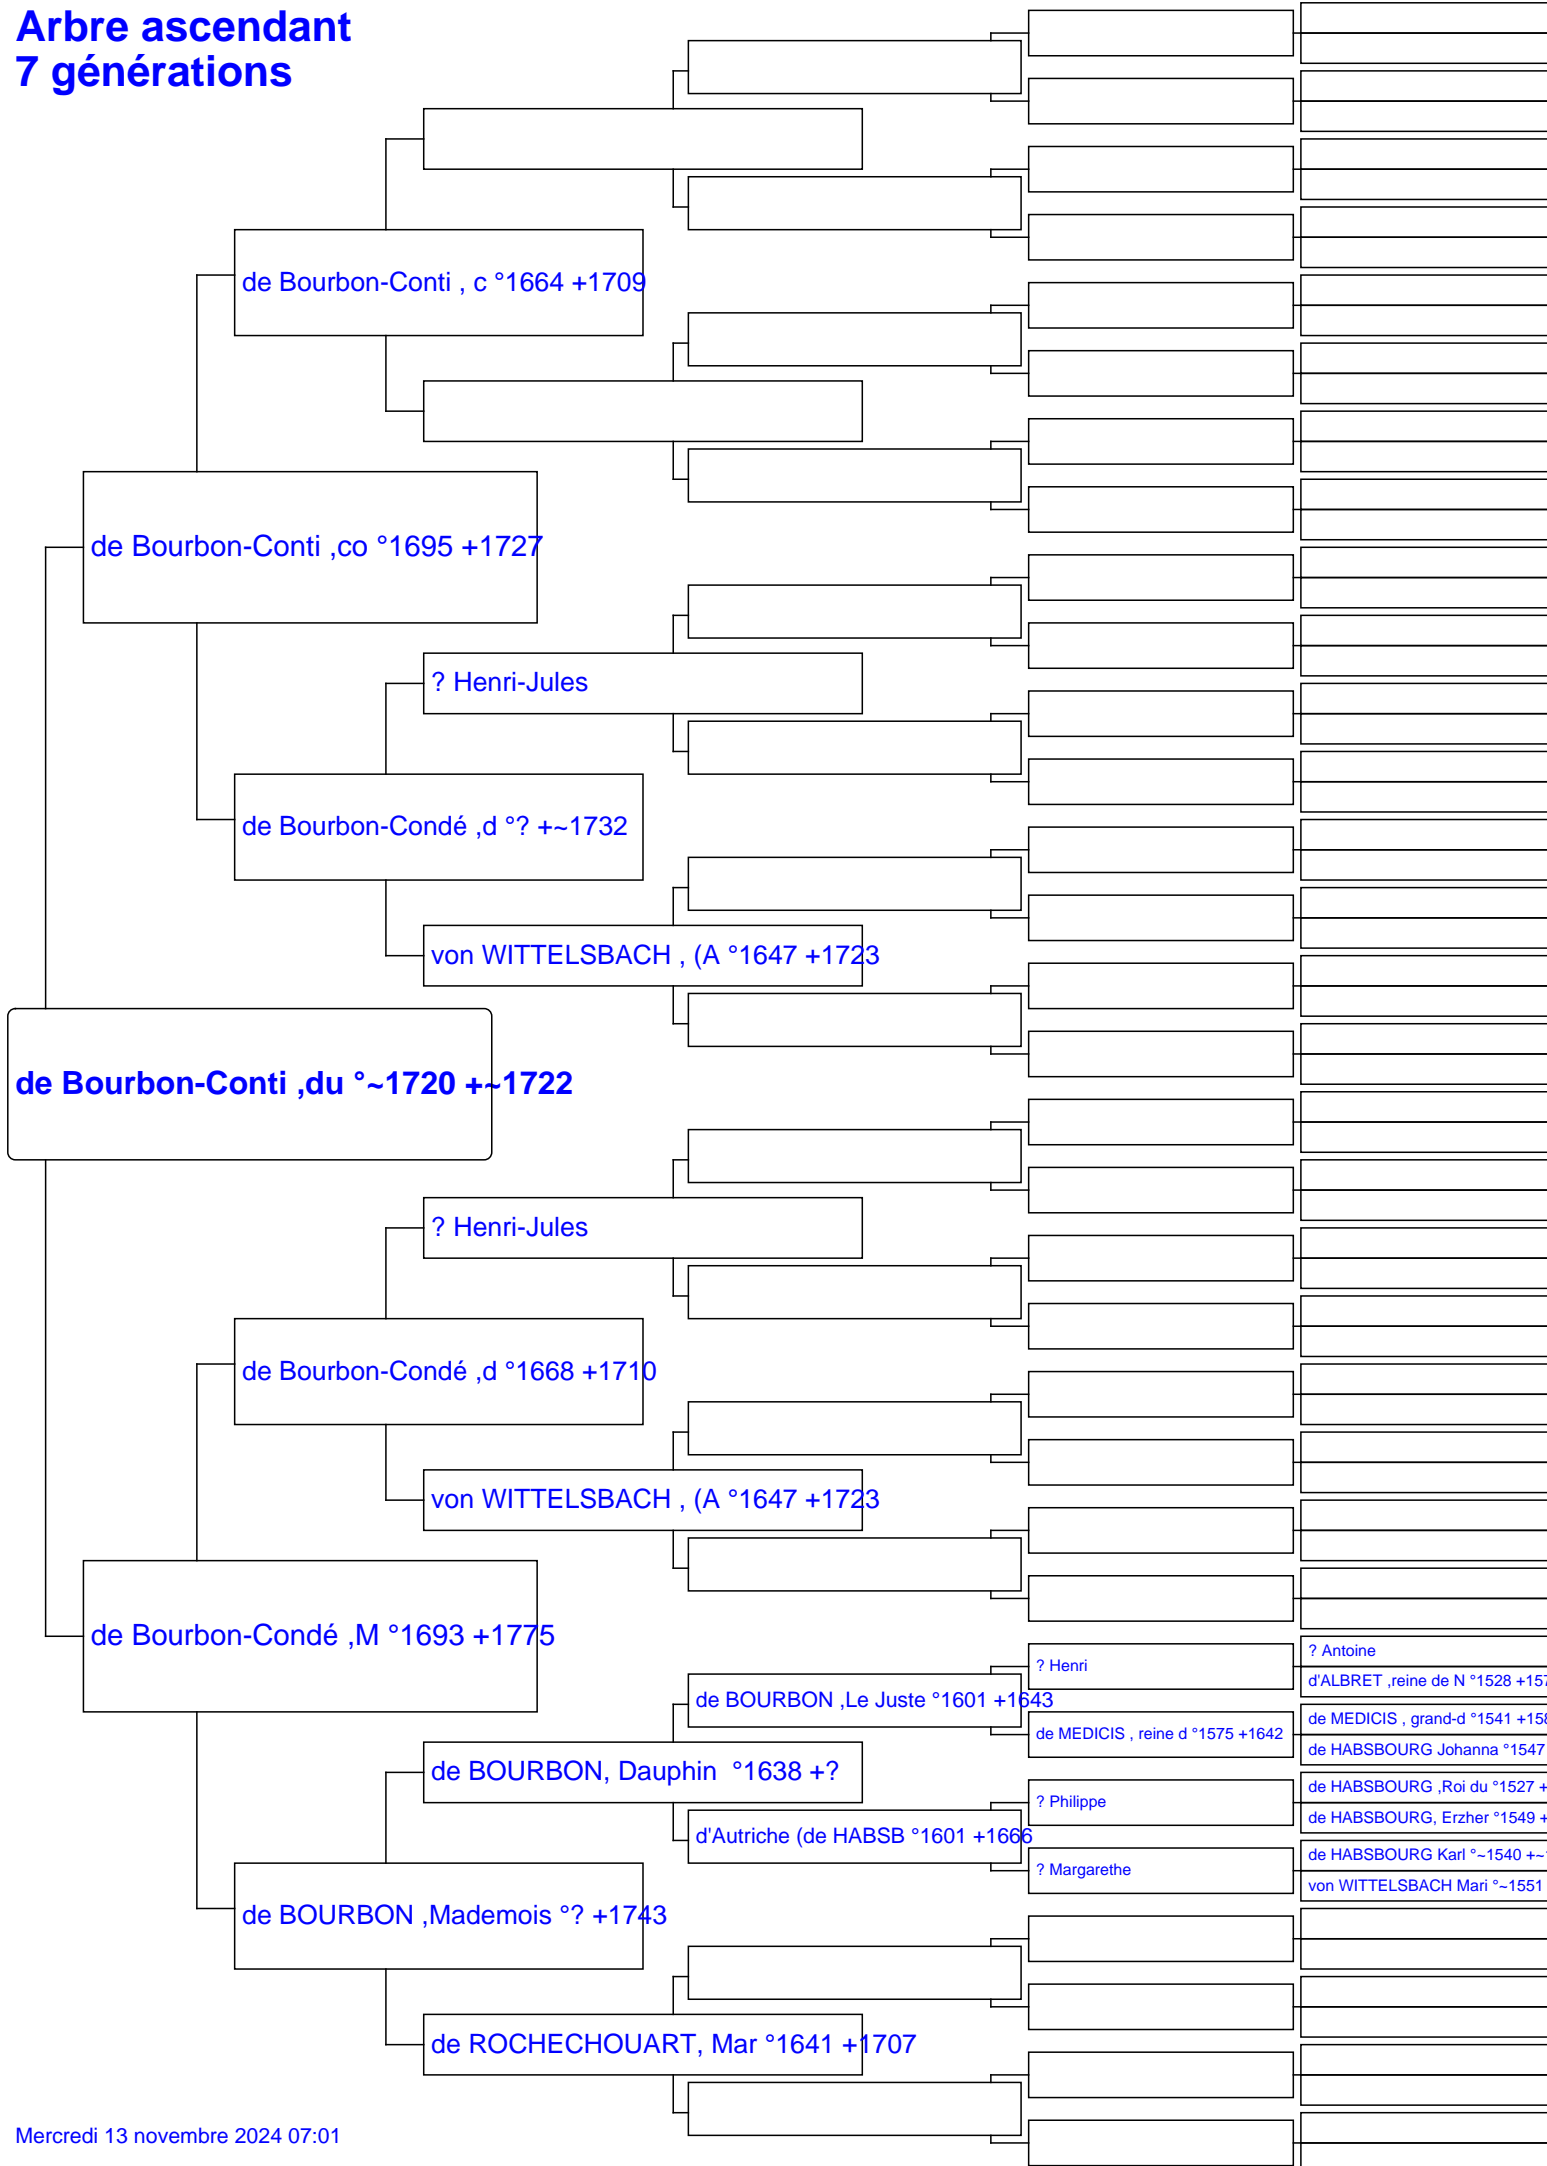 Arbre ascendant
7 générations
de Bourbon-Conti , c °1664 +1709
de Bourbon-Conti ,co °1695 +1727
? Henri-Jules
de Bourbon-Condé ,d °? +~1732
von WITTELSBACH , (A °1647 +1723
de Bourbon-Conti ,du °~1720 +~1722
? Henri-Jules
de Bourbon-Condé ,d °1668 +1710
von WITTELSBACH , (A °1647 +1723
de Bourbon-Condé ,M °1693 +1775
? Henri
? Antoine
d'ALBRET ,reine de N °1528 +157
de BOURBON ,Le Juste °1601 +1643
de MEDICIS , reine d °1575 +1642
de MEDICIS , grand-d °1541 +158
de HABSBOURG Johanna °1547
de BOURBON, Dauphin °1638 +?
? Philippe
de HABSBOURG ,Roi du °1527 +
de HABSBOURG, Erzher °1549 +
d'Autriche (de HABSB °1601 +1666
? Margarethe
de HABSBOURG Karl °~1540 +~
von WITTELSBACH Mari °~1551
de BOURBON ,Mademois °? +1743
de ROCHECHOUART, Mar °1641 +1707
Mercredi 13 novembre 2024 07:01